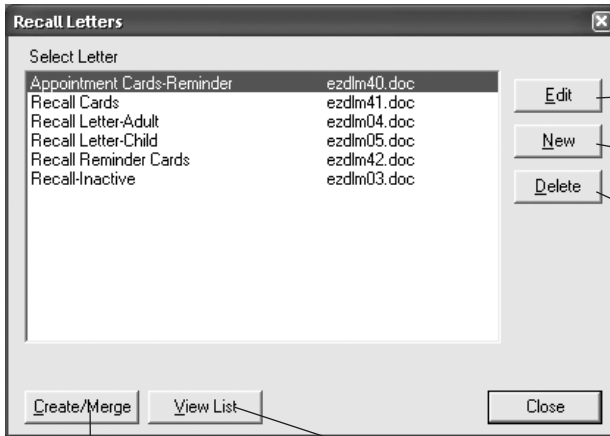 Recall Letters
Select Letter
Appointment Cards-Reminder ezdlm40.doc
Recall Cards ezdlm41.doc
Recall Letter-Adult ezdlm04.doc
Recall Letter-Child ezdlm05.doc
Recall Reminder Cards ezdlm42.doc
Recall-Inactive ezdlm03.doc
Edit
New
Delete
Create/Merge View List Close